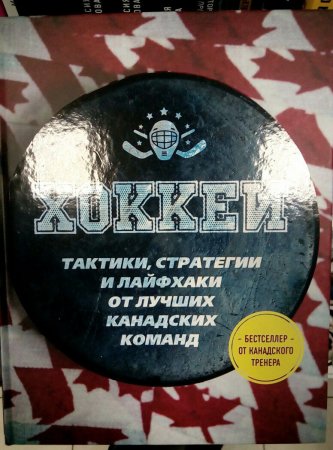 ХОККЕЙ
ТАКТИКИ, СТРАТЕГИИ
И ЛАЙФХАКИ
ОТ ЛУЧШИХ
КАНАДСКИХ
КОМАНД
- БЕСТСЕЛЛЕР -
ОТ КАНАДСКОГО
ТРЕНЕРА